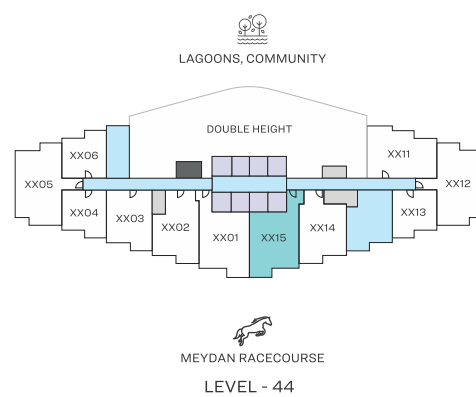 LAGOONS, COMMUNITY
DOUBLE HEIGHT
XX06
XX11
XX05
XX12
XX04
XX03
XX02
XX01
XX15
XX14
XX13
MEYDAN RACECOURSE
LEVEL - 44